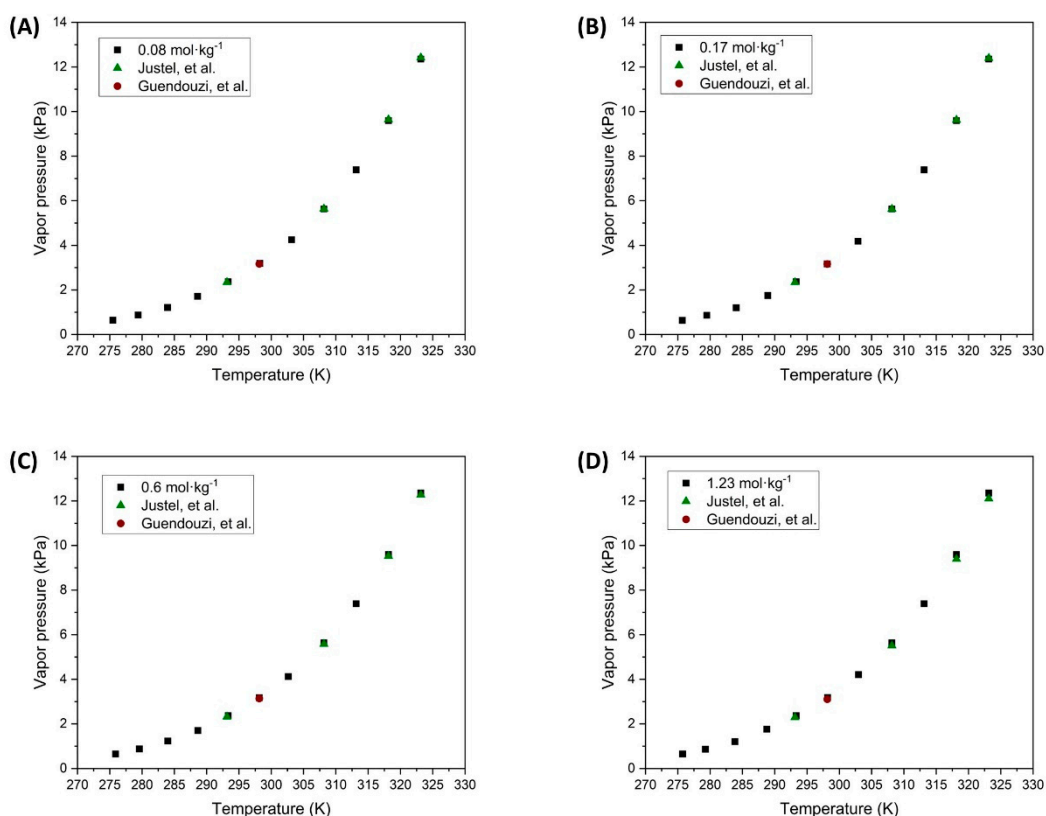 (A)
0.08 mol·kg⁻¹
Justel, et al.
Guendouzi, et al.
Vapor pressure (kPa)
14
12
10
8
6
4
2
0
270 275 280 285 290 295 300 305 310 315 320 325 330
Temperature (K)
(B)
0.17 mol·kg⁻¹
Justel, et al.
Guendouzi, et al.
Vapor pressure (kPa)
14
12
10
8
6
4
2
0
270 275 280 285 290 295 300 305 310 315 320 325 330
Temperature (K)
(C)
0.6 mol·kg⁻¹
Justel, et al.
Guendouzi, et al.
Vapor pressure (kPa)
14
12
10
8
6
4
2
0
270 275 280 285 290 295 300 305 310 315 320 325 330
Temperature (K)
(D)
1.23 mol·kg⁻¹
Justel, et al.
Guendouzi, et al.
Vapor pressure (kPa)
14
12
10
8
6
4
2
0
270 275 280 285 290 295 300 305 310 315 320 325 330
Temperature (K)